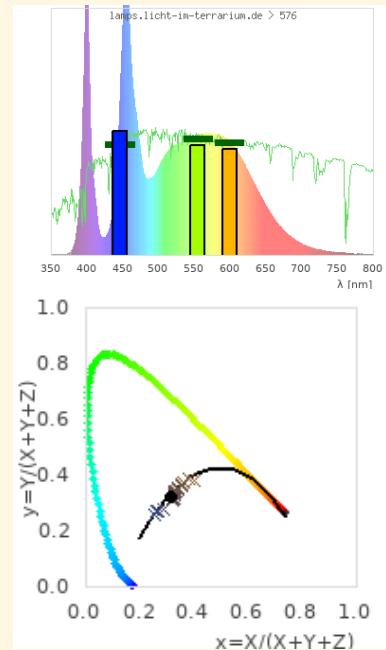 lamps.licht-im-terrarium.de > 576
350 400 450 500 550 600 650 700 750 800
λ [nm]
1.0
0.8
0.6
0.4
0.2
0.0
y=Y/(X+Y+Z)
0.0 0.2 0.4 0.6 0.8 1.0
x=X/(X+Y+Z)